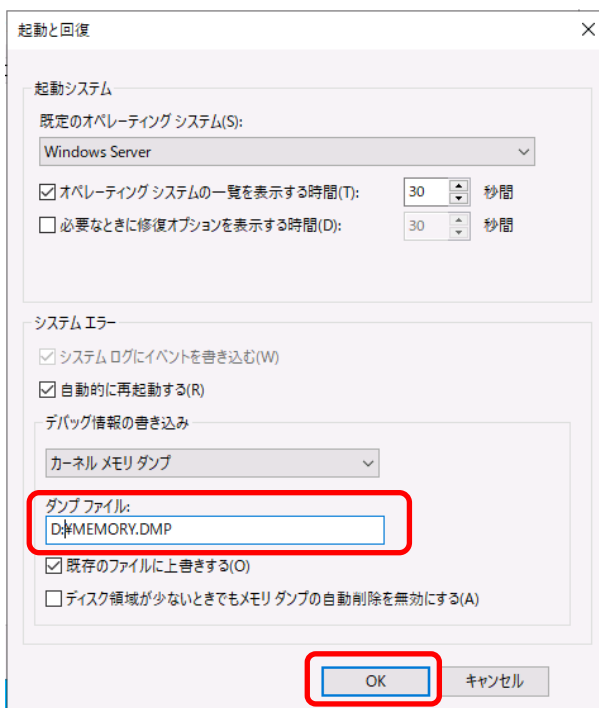 起動と回復
起動システム
既定のオペレーティング システム(S):
Windows Server
オペレーティング システムの一覧を表示する時間(T): 30 秒間
必要なときに修復オプションを表示する時間(D): 30 秒間
システム エラー
システム ログにイベントを書き込む(W)
自動的に再起動する(R)
デバッグ情報の書き込み
カーネル メモリ ダンプ
ダンプ ファイル:
D:¥MEMORY.DMP
既存のファイルに上書きする(O)
ディスク領域が少ないときでもメモリ ダンプの自動削除を無効にする(A)
OK キャンセル